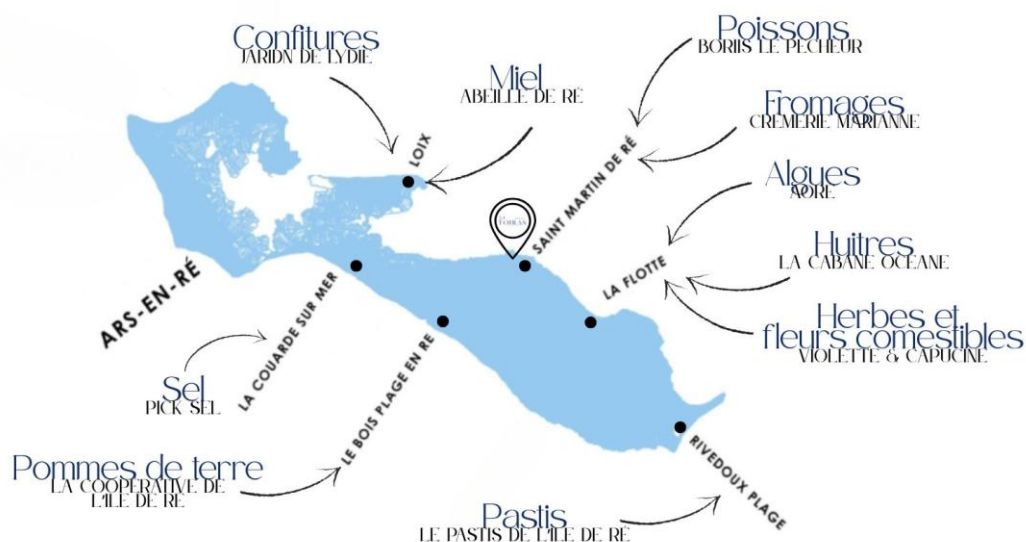 Confitures
JARIDN DE LYDIE
Miel
ABEILLE DE RÉ
Poissons
BORIIS LE PECHEUR
Fromages
CREMERIE MARIANNE
Algues
AORE
Huitres
LA CABANE OCEANE
Herbes et
fleurs comestibles
VIOLETTE & CAPUCINE
LOIX
SAINT MARTIN DE RÉ
LA FLOTTE
ARS-EN-RÉ
LA COUARDE SUR MER
LE BOIS PLAGE EN RE
RIVEDOUX PLAGE
Sel
PICK SEL
Pommes de terre
LA COOPERATIVE DE
L'ILE DE RE
Pastis
LE PASTIS DE L'ILE DE RÉ